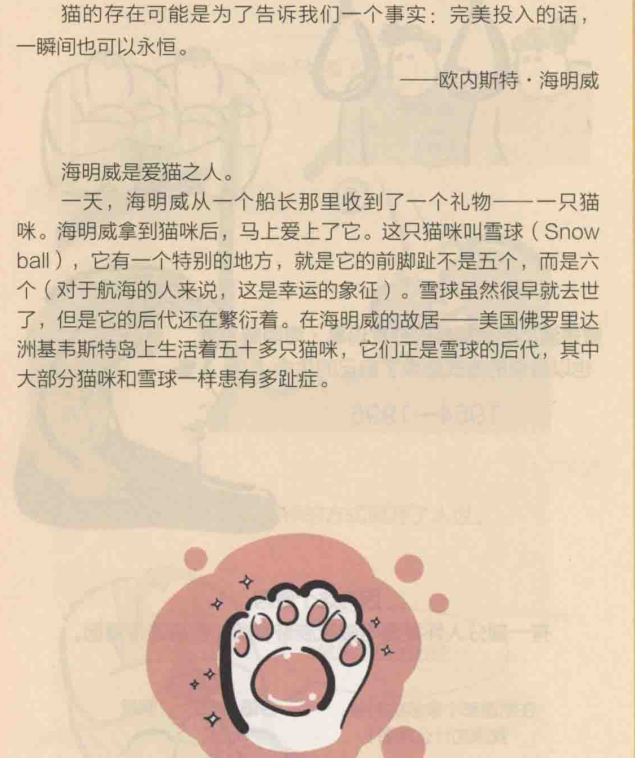 猫的存在可能是为了告诉我们一个事实：完美投入的话，
一瞬间也可以永恒。
——欧内斯特·海明威
海明威是爱猫之人。
一天，海明威从一个船长那里收到了一个礼物——一只猫
咪。海明威拿到猫咪后，马上爱上了它。这只猫咪叫雪球（Snow
ball），它有一个特别的地方，就是它的前脚趾不是五个，而是六
个（对于航海的人来说，这是幸运的象征）。雪球虽然很早就去世
了，但是它的后代还在繁衍着。在海明威的故居——美国佛罗里达
洲基韦斯特岛上生活着五十多只猫咪，它们正是雪球的后代，其中
大部分猫咪和雪球一样患有多趾症。